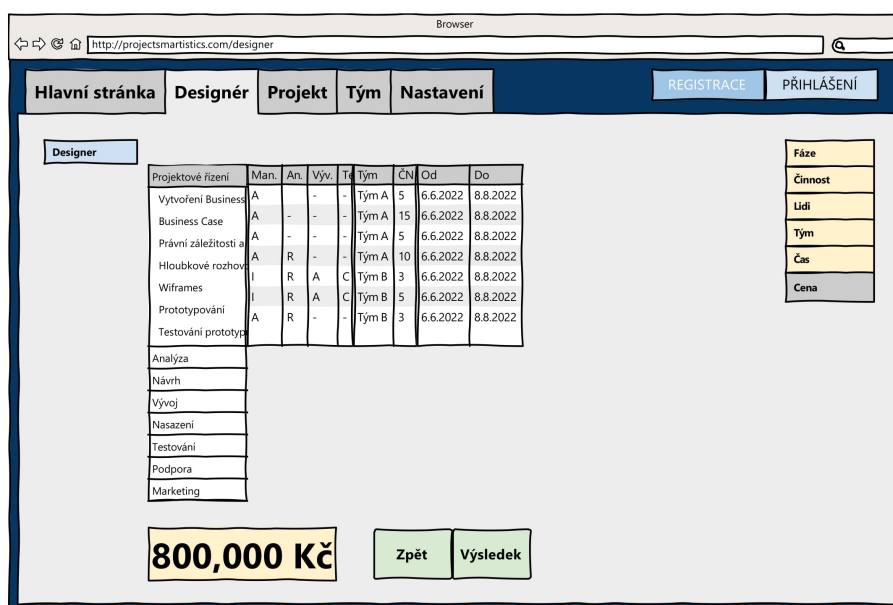 Browser
http://projectsmartistics.com/designer
Hlavní stránka Designér Projekt Tým Nastavení REGISTRACE PŘIHLÁŠENÍ
Designer
Projektové řízení Man. An. Výv. Te Tým ČN Od Do
Vytvoření Business A - - Tým A 5 6.6.2022 8.8.2022
Business Case A - - - Tým A 15 6.6.2022 8.8.2022
Právní záležitosti a A - - - Tým A 5 6.6.2022 8.8.2022
Hloubkové rozhov A R - - Tým A 10 6.6.2022 8.8.2022
Wiframes I R A C Tým B 3 6.6.2022 8.8.2022
Prototypování I R A C Tým B 5 6.6.2022 8.8.2022
Testování prototyp A R - - Tým B 3 6.6.2022 8.8.2022
Analýza
Návrh
Vývoj
Nasazení
Testování
Podpora
Marketing
Fáze
Činnost
Lidi
Tým
Čas
Cena
800,000 Kč Zpět Výsledek